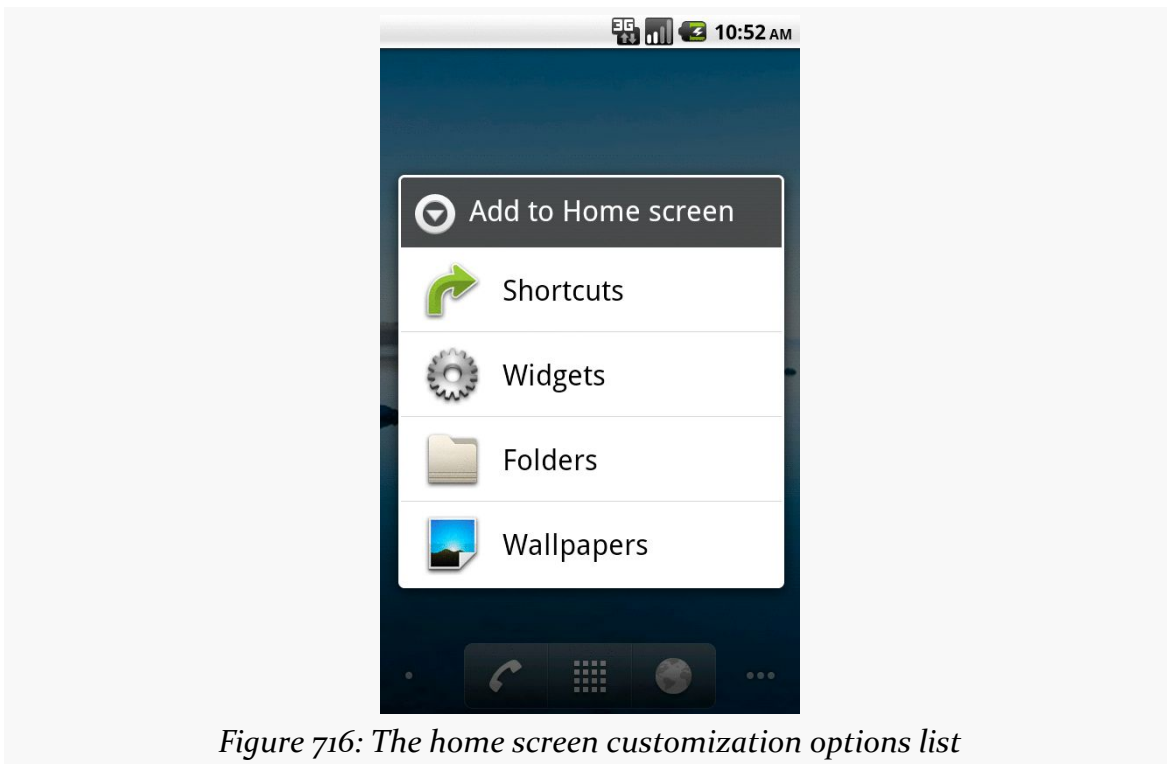 3G 10:52 AM
Add to Home screen
Shortcuts
Widgets
Folders
Wallpapers
Figure 716: The home screen customization options list